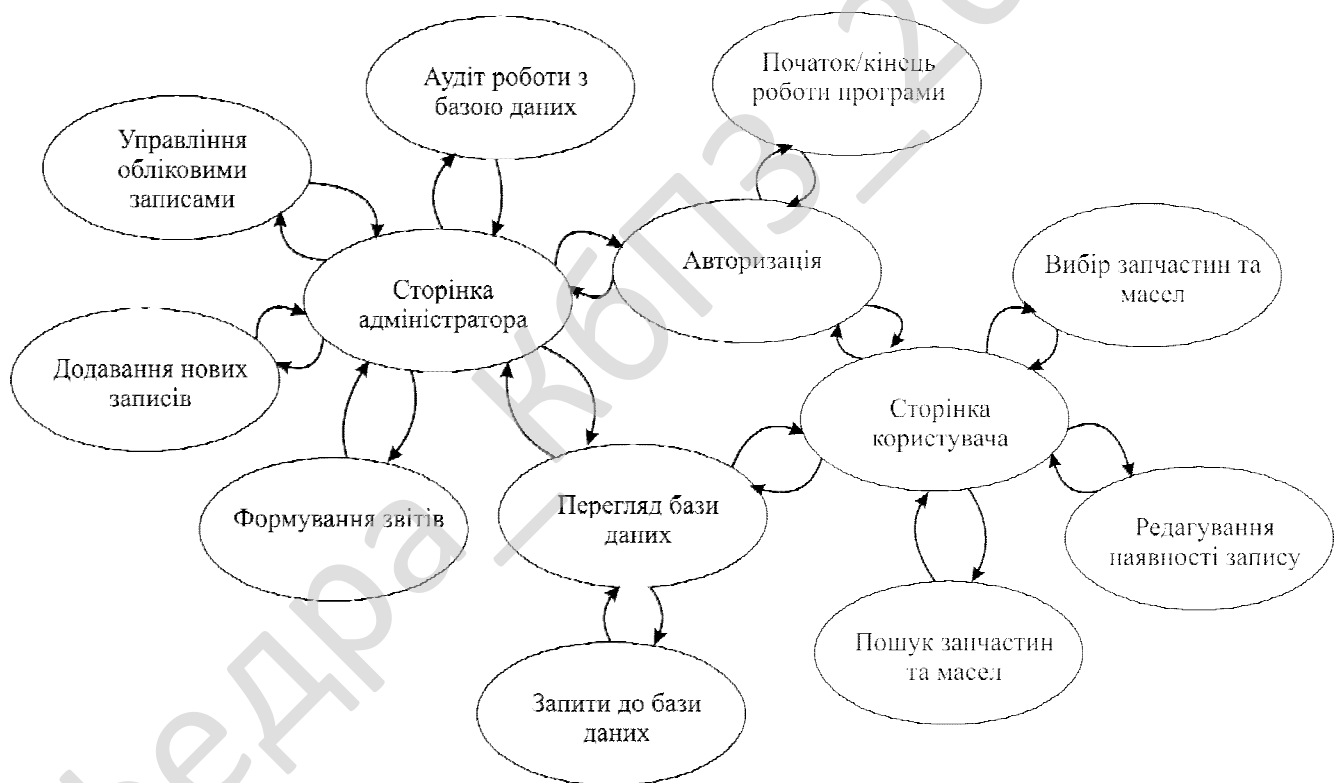 Аудіт роботи з
базою даних
Початок/кінець
роботи програми
Управління
обліковими
записами
Авторизація
Вибір запчастин та
масел
Сторінка
адміністратора
Додавання нових
записів
Сторінка
користувача
Формування звітів
Перегляд бази
даних
Редагування
наявності запису
Пошук запчастин
та масел
Запити до бази
даних